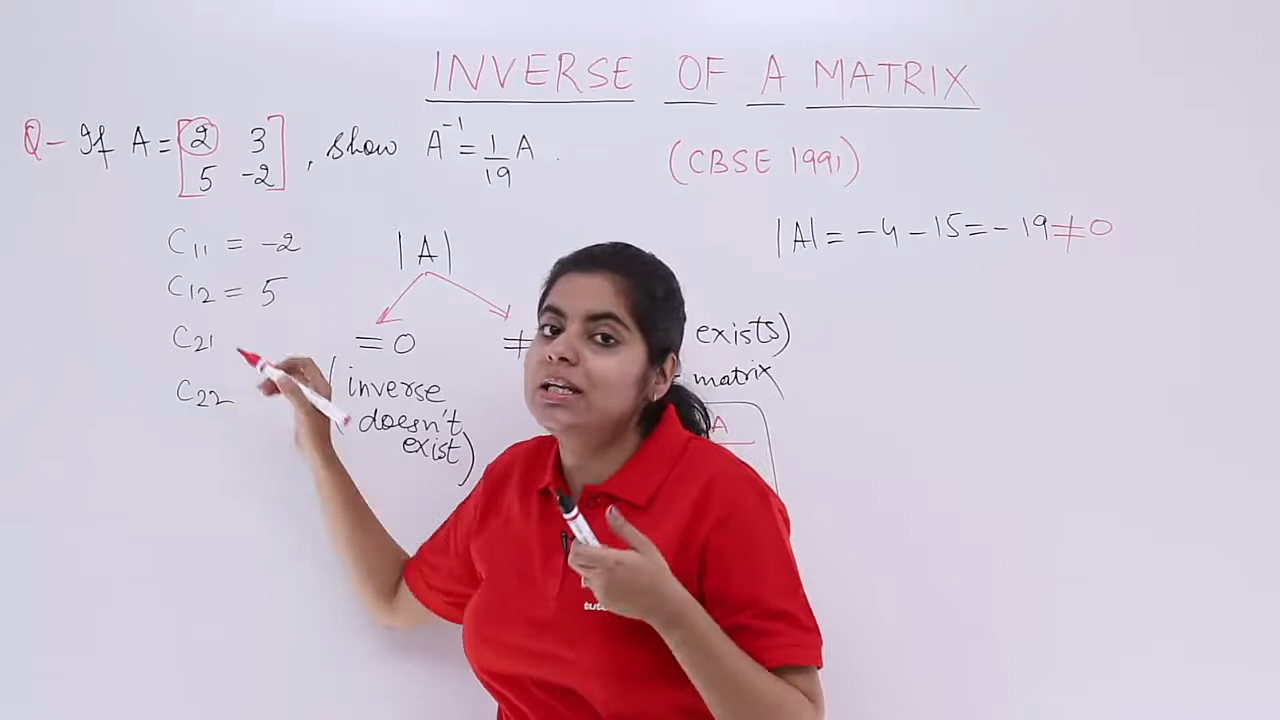 INVERSE OF A MATRIX
Q- If A = [2 3
5 -2] , show A⁻¹ = 1/19 A .
(CBSE 1991)
C₁₁ = -2
|A|
|A| = -4 - 15 = -19 ≠ 0
C₁₂ = 5
C₂₁
= 0
≠
exists)
C₂₂
(inverse
doesn't
exist)
matrix
A